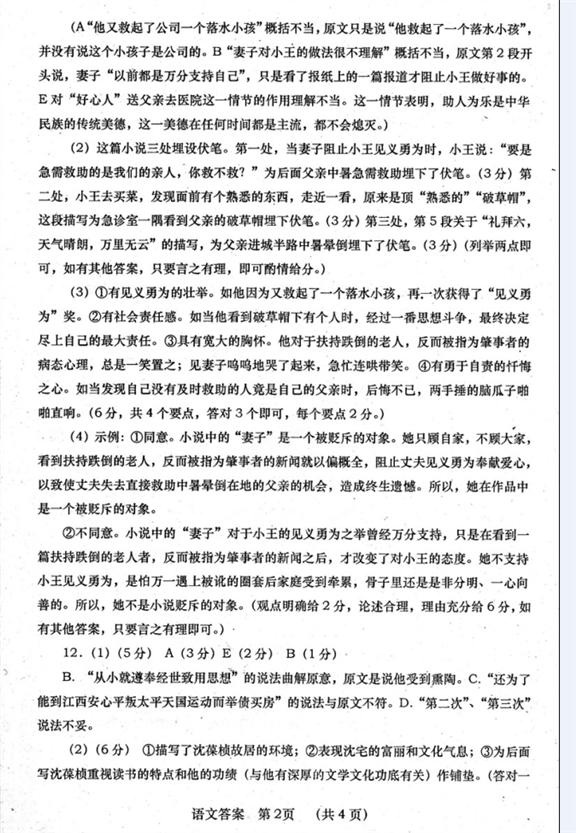 (A“他又救起了公司一个落水小孩”概括不当，原文只是说“他救起了一个落水小孩”，
并没有说这个小孩子是公司的。B“妻子对小王的做法很不理解”概括不当，原文第2段开
头说，妻子“以前都是万分支持自己”，只是看了报纸上的一篇报道才阻止小王做好事的。
E对“好心人”送父亲去医院这一情节的作用理解不当。这一情节表明，助人为乐是中华
民族的传统美德，这一美德在任何时间都是主流，都不会熄灭。)
(2) 这篇小说三处埋设伏笔。第一处，当妻子阻止小王见义勇为时，小王说：“要是
急需救助的是我们的亲人，你救不救？”为后面父亲中暑急需救助埋下了伏笔。(3分) 第
二处，小王去买菜，发现面前有个熟悉的东西，走近一看，原来是顶“熟悉的”“破草帽”，
这段描写为急诊室一隅看到父亲的破草帽埋下伏笔。(3分) 第三处，第5段关于“礼拜六，
天气晴朗，万里无云”的描写，为父亲进城半路中暑晕倒埋下了伏笔。(3分) (列举两点即
可，如有其他答案，只要言之有理，即可酌情给分。)
(3) ①有见义勇为的壮举。如他因为又救起了一个落水小孩，再一次获得了“见义勇
为”奖。②有社会责任感。如当他看到破草帽下有个人时，经过一番思想斗争，最终决定
尽上自己的最大责任。③具有宽大的胸怀。他对于扶持跌倒的老人，反而被指为肇事者的
病态心理，总是一笑置之；见妻子呜呜地哭了起来，急忙连哄带笑。④有勇于自责的忏悔
之心。如当发现自己没有及时救助的人竟是自己的父亲时，后悔不已，两手捶的脑瓜子啪
啪直响。(6分，共4个要点，答对3个即可，每个要点2分。)
(4) 示例：①同意。小说中的“妻子”是一个被贬斥的对象。她只顾自家，不顾大家，
看到扶持跌倒的老人，反而被指为肇事者的新闻就以偏概全，阻止丈夫见义勇为奉献爱心，
以致使丈夫失去直接救助中暑晕倒在地的父亲的机会，造成终生遗憾。所以，她在作品中
是一个被贬斥的对象。
②不同意。小说中的“妻子”对于小王的见义勇为之举曾经万分支持，只是在看到一
篇扶持跌倒的老人者，反而被指为肇事者的新闻之后，才改变了对小王的态度。她不支持
小王见义勇为，是怕万一遇上被讹的圈套后家庭受到牵累，骨子里还是是非分明、一心向
善的。所以，她不是小说贬斥的对象。(观点明确给2分，论述合理，理由充分给6分，如
有其他答案，只要言之有理即可。)
12．(1) (5分) A (3分) E (2分) B (1分)
B. “从小就遵奉经世致用思想”的说法曲解原意，原文是说他受到熏陶。C.“还为了
能到江西安心平叛太平天国运动而举债买房”的说法与原文不符。D.“第二次”、“第三次”
说法不妥。
(2) (6分) ①描写了沈葆桢故居的环境；②表现沈宅的富丽和文化气息；③为后面
写沈葆桢重视读书的特点和他的功绩 (与他有深厚的文学文化功底有关) 作铺垫。(答对一
语文答案 第2页 (共4页)